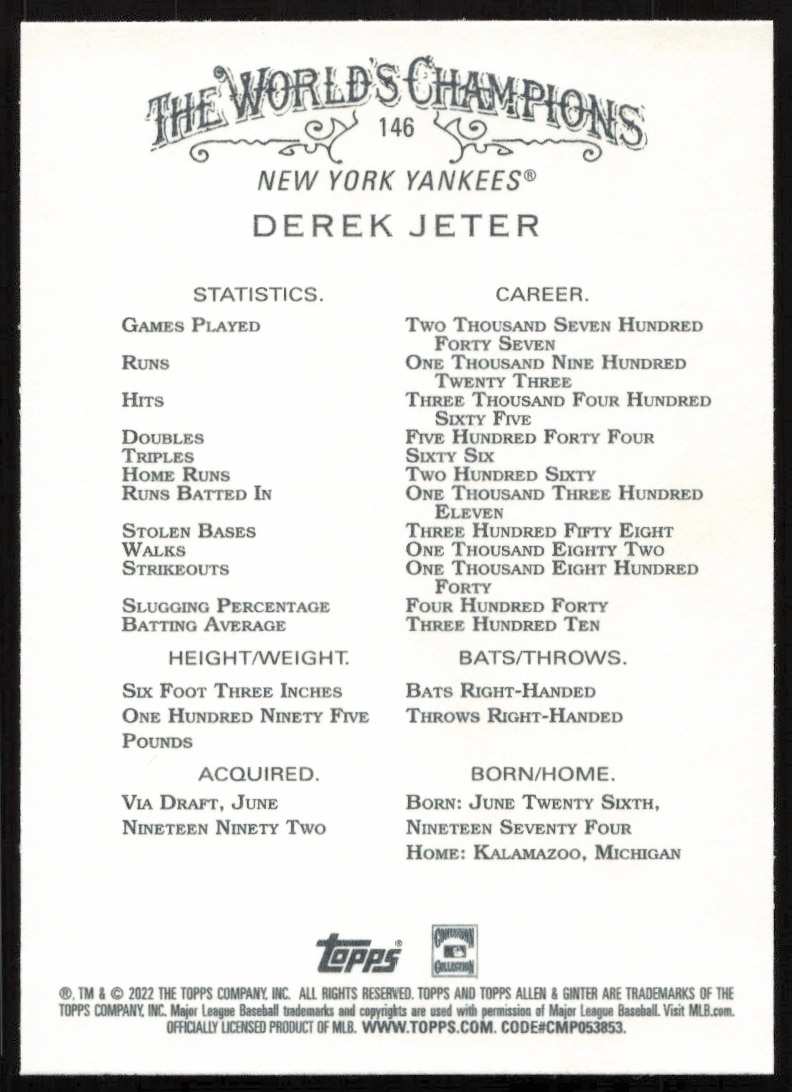 THE WORLD'S CHAMPIONS
146
NEW YORK YANKEES®
DEREK JETER
STATISTICS. CAREER.
GAMES PLAYED TWO THOUSAND SEVEN HUNDRED
FORTY SEVEN
RUNS ONE THOUSAND NINE HUNDRED
TWENTY THREE
HITS THREE THOUSAND FOUR HUNDRED
SIXTY FIVE
DOUBLES FIVE HUNDRED FORTY FOUR
TRIPLES SIXTY SIX
HOME RUNS TWO HUNDRED SIXTY
RUNS BATTED IN ONE THOUSAND THREE HUNDRED
ELEVEN
STOLEN BASES THREE HUNDRED FIFTY EIGHT
WALKS ONE THOUSAND EIGHTY TWO
STRIKEOUTS ONE THOUSAND EIGHT HUNDRED
FORTY
SLUGGING PERCENTAGE FOUR HUNDRED FORTY
BATTING AVERAGE THREE HUNDRED TEN
HEIGHT/WEIGHT. BATS/THROWS.
SIX FOOT THREE INCHES BATS RIGHT-HANDED
ONE HUNDRED NINETY FIVE THROWS RIGHT-HANDED
POUNDS
ACQUIRED. BORN/HOME.
VIA DRAFT, JUNE BORN: JUNE TWENTY SIXTH,
NINETEEN NINETY TWO NINETEEN SEVENTY FOUR
HOME: KALAMAZOO, MICHIGAN
TOPPS®
COOPERSTOWN
COLLECTION
®, TM & © 2022 THE TOPPS COMPANY, INC. ALL RIGHTS RESERVED. TOPPS AND TOPPS ALLEN & GINTER ARE TRADEMARKS OF THE
TOPPS COMPANY, INC. Major League Baseball trademarks and copyrights are used with permission of Major League Baseball. Visit MLB.com.
OFFICIALLY LICENSED PRODUCT OF MLB. WWW.TOPPS.COM. CODE#CMP053853.